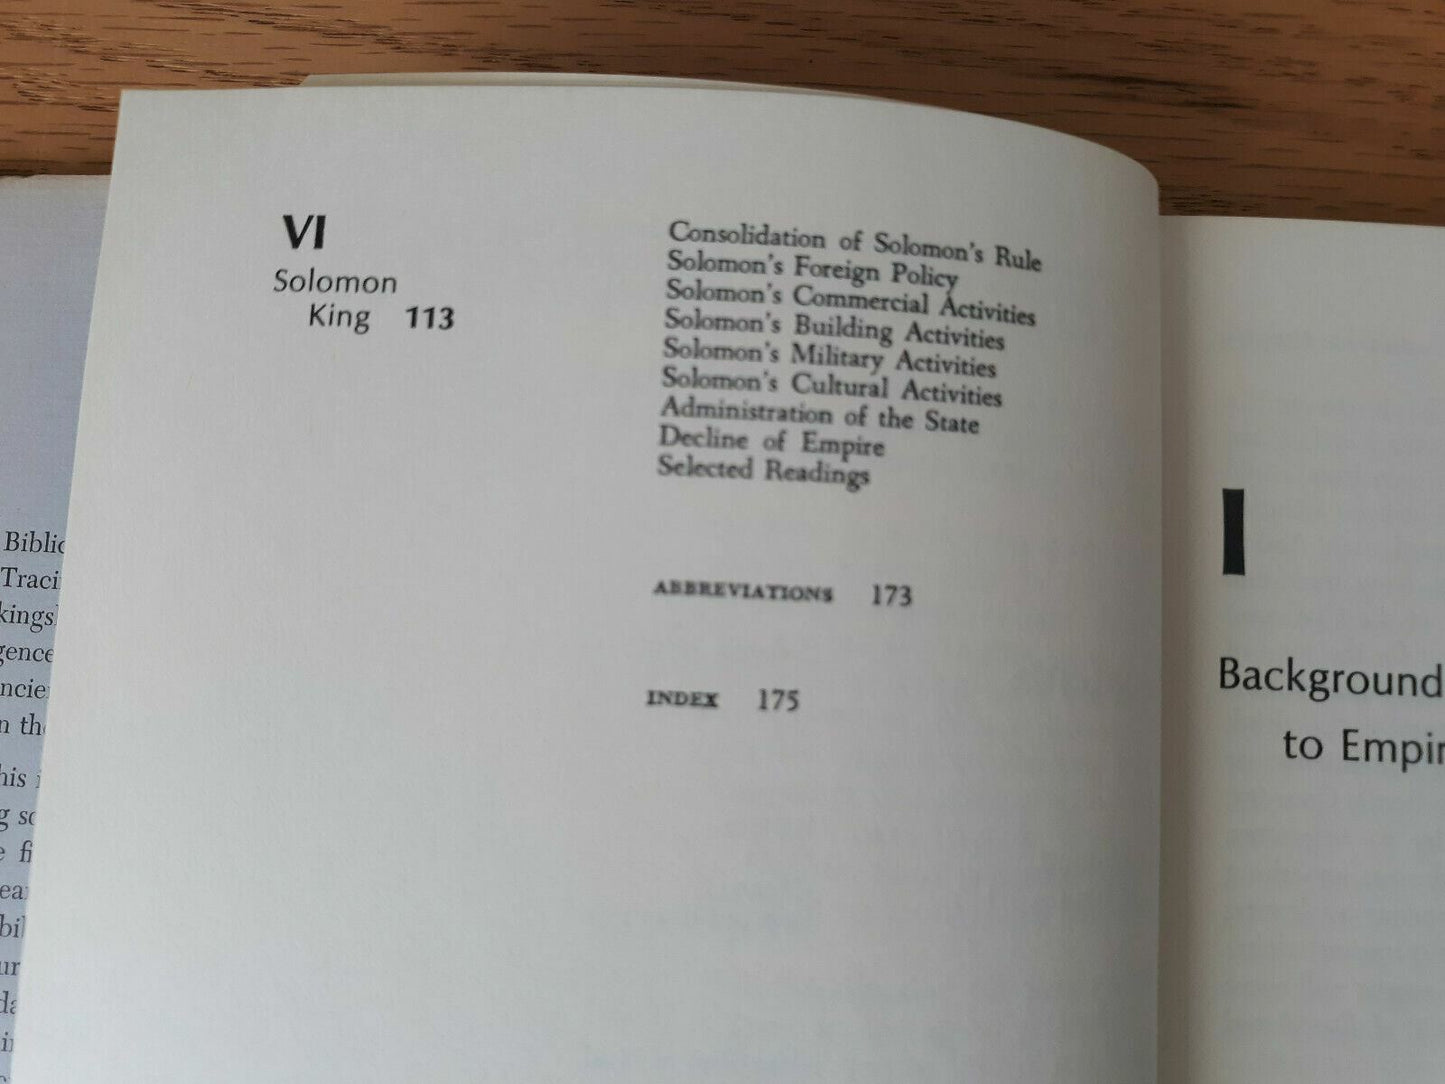 VI
Solomon
King 113
Consolidation of Solomon's Rule
Solomon's Foreign Policy
Solomon's Commercial Activities
Solomon's Building Activities
Solomon's Military Activities
Solomon's Cultural Activities
Administration of the State
Decline of Empire
Selected Readings
ABBREVIATIONS 173
INDEX 175
I
Background
to